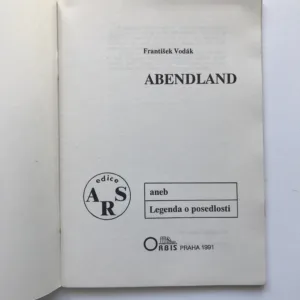 František Vodák
ABENDLAND
edice
ARS
aneb
Legenda o posedlosti
ORBIS PRAHA 1991